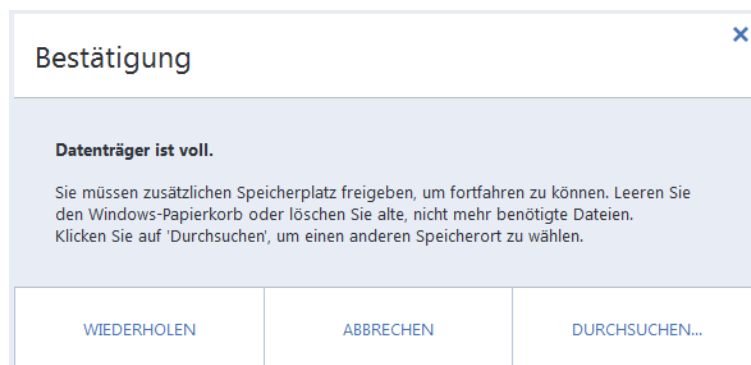 Bestätigung
Datenträger ist voll.
Sie müssen zusätzlichen Speicherplatz freigeben, um fortfahren zu können. Leeren Sie
den Windows-Papierkorb oder löschen Sie alte, nicht mehr benötigte Dateien.
Klicken Sie auf 'Durchsuchen', um einen anderen Speicherort zu wählen.
WIEDERHOLEN ABBRECHEN DURCHSUCHEN...